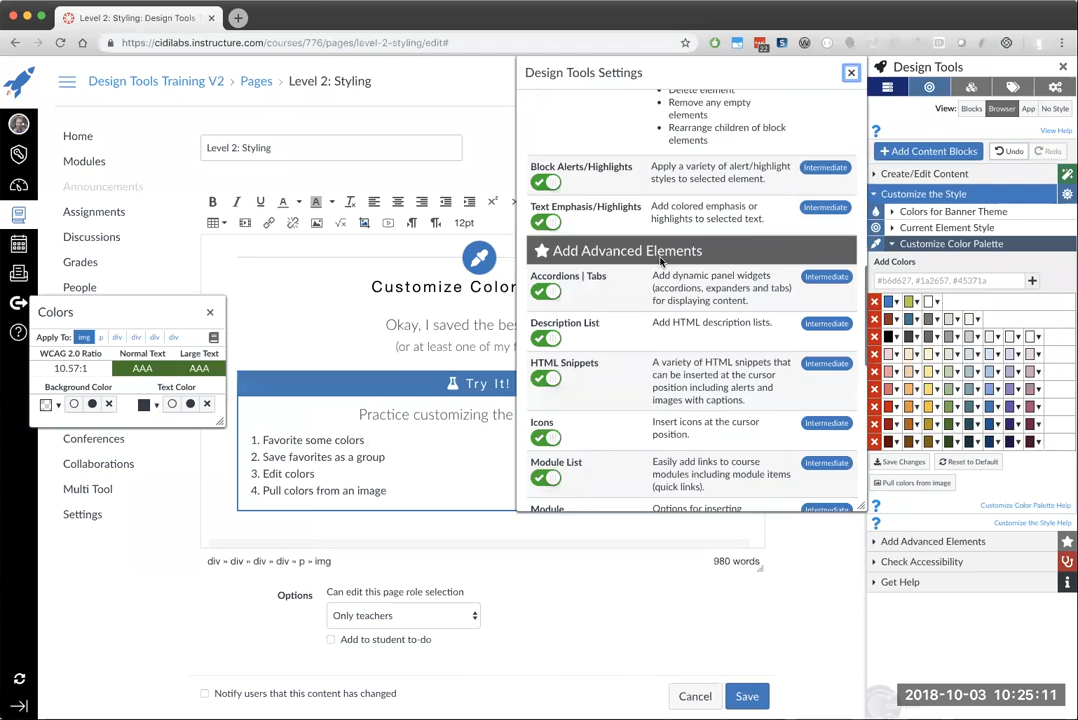 Level 2: Styling: Design Tools
https://cidilabs.instructure.com/courses/776/pages/level-2-styling/edit#
22
Design Training V2 > Pages > Level 2: Styling
Home
Modules
Announcements
Assignments
Discussions
Grades
People
Conferences
Collaborations
Multi Tool
Settings
Level 2: Styling
12pt
Customize Color
Okay, I saved the bes
(or at least one of my f
Try It!
Practice customizing the
1. Favorite some colors
2. Save favorites as a group
3. Edit colors
4. Pull colors from an image
div » div » div » div » p » img
980 words
Options
Can edit this page role selection
Only teachers
Add to student to-do
Notify users that this content has changed
Cancel
Save
Colors
Apply To: img p div div div div
WCAG 2.0 Ratio Normal Text Large Text
10.57:1 AAA AAA
Background Color Text Color
Design Tools Settings
Delete element
Remove any empty
elements
Rearrange children of block
elements
Block Alerts/Highlights
Apply a variety of alert/highlight
styles to selected element.
Intermediate
Text Emphasis/Highlights
Add colored emphasis or
highlights to selected text.
Intermediate
Add Advanced Elements
Accordions | Tabs
Add dynamic panel widgets
(accordions, expanders and tabs)
for displaying content.
Intermediate
Description List
Add HTML description lists.
Intermediate
HTML Snippets
A variety of HTML snippets that
can be inserted at the cursor
position including alerts and
images with captions.
Intermediate
Icons
Insert icons at the cursor
position.
Intermediate
Module List
Easily add links to course
modules including module items
(quick links).
Intermediate
Module
Options for inserting
Intermediate
Design Tools
View: Blocks Browser App No Style
View Help
Add Content Blocks
Undo
Redo
Create/Edit Content
Customize the Style
Colors for Banner Theme
Current Element Style
Customize Color Palette
Add Colors
#b6d627, #1a2657, #45371a
Save Changes
Reset to Default
Pull colors from image
Customize Color Palette Help
Customize the Style Help
Add Advanced Elements
Check Accessibility
Get Help
2018-10-03 10:25:11